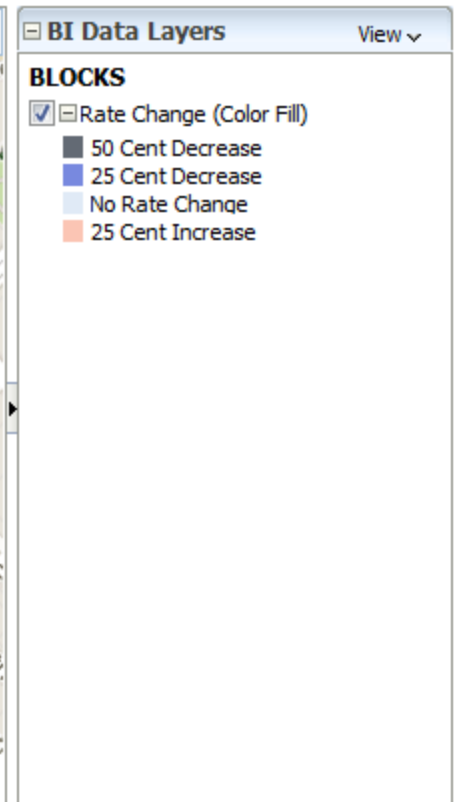 BI Data Layers View
BLOCKS
Rate Change (Color Fill)
50 Cent Decrease
25 Cent Decrease
No Rate Change
25 Cent Increase